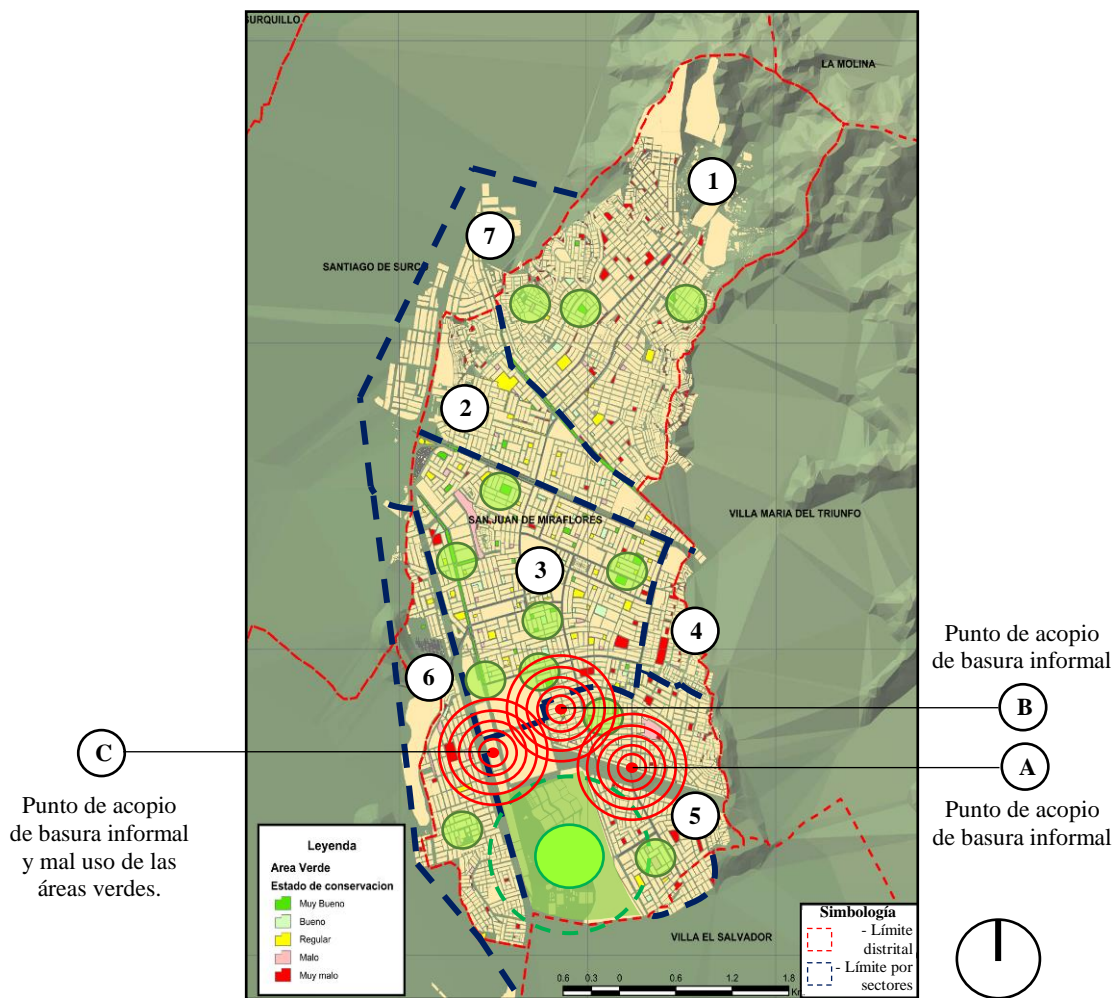 SURQUILLO
LA MOLINA
1
7
SANTIAGO DE SURCO
2
VILLA MARIA DEL TRIUNFO
SAN JUAN DE MIRAFLORES
3
4
Punto de acopio
de basura informal
6
B
C
A
Punto de acopio
de basura informal
y mal uso de las
áreas verdes.
Punto de acopio
de basura informal
5
Leyenda
Area Verde
Estado de conservacion
Muy Bueno
Bueno
Regular
Malo
Muy malo
VILLA EL SALVADOR
Simbología
- Límite
distrital
- Límite por
sectores
0.6 0.3 0 0.6 1.2 1.8
Km